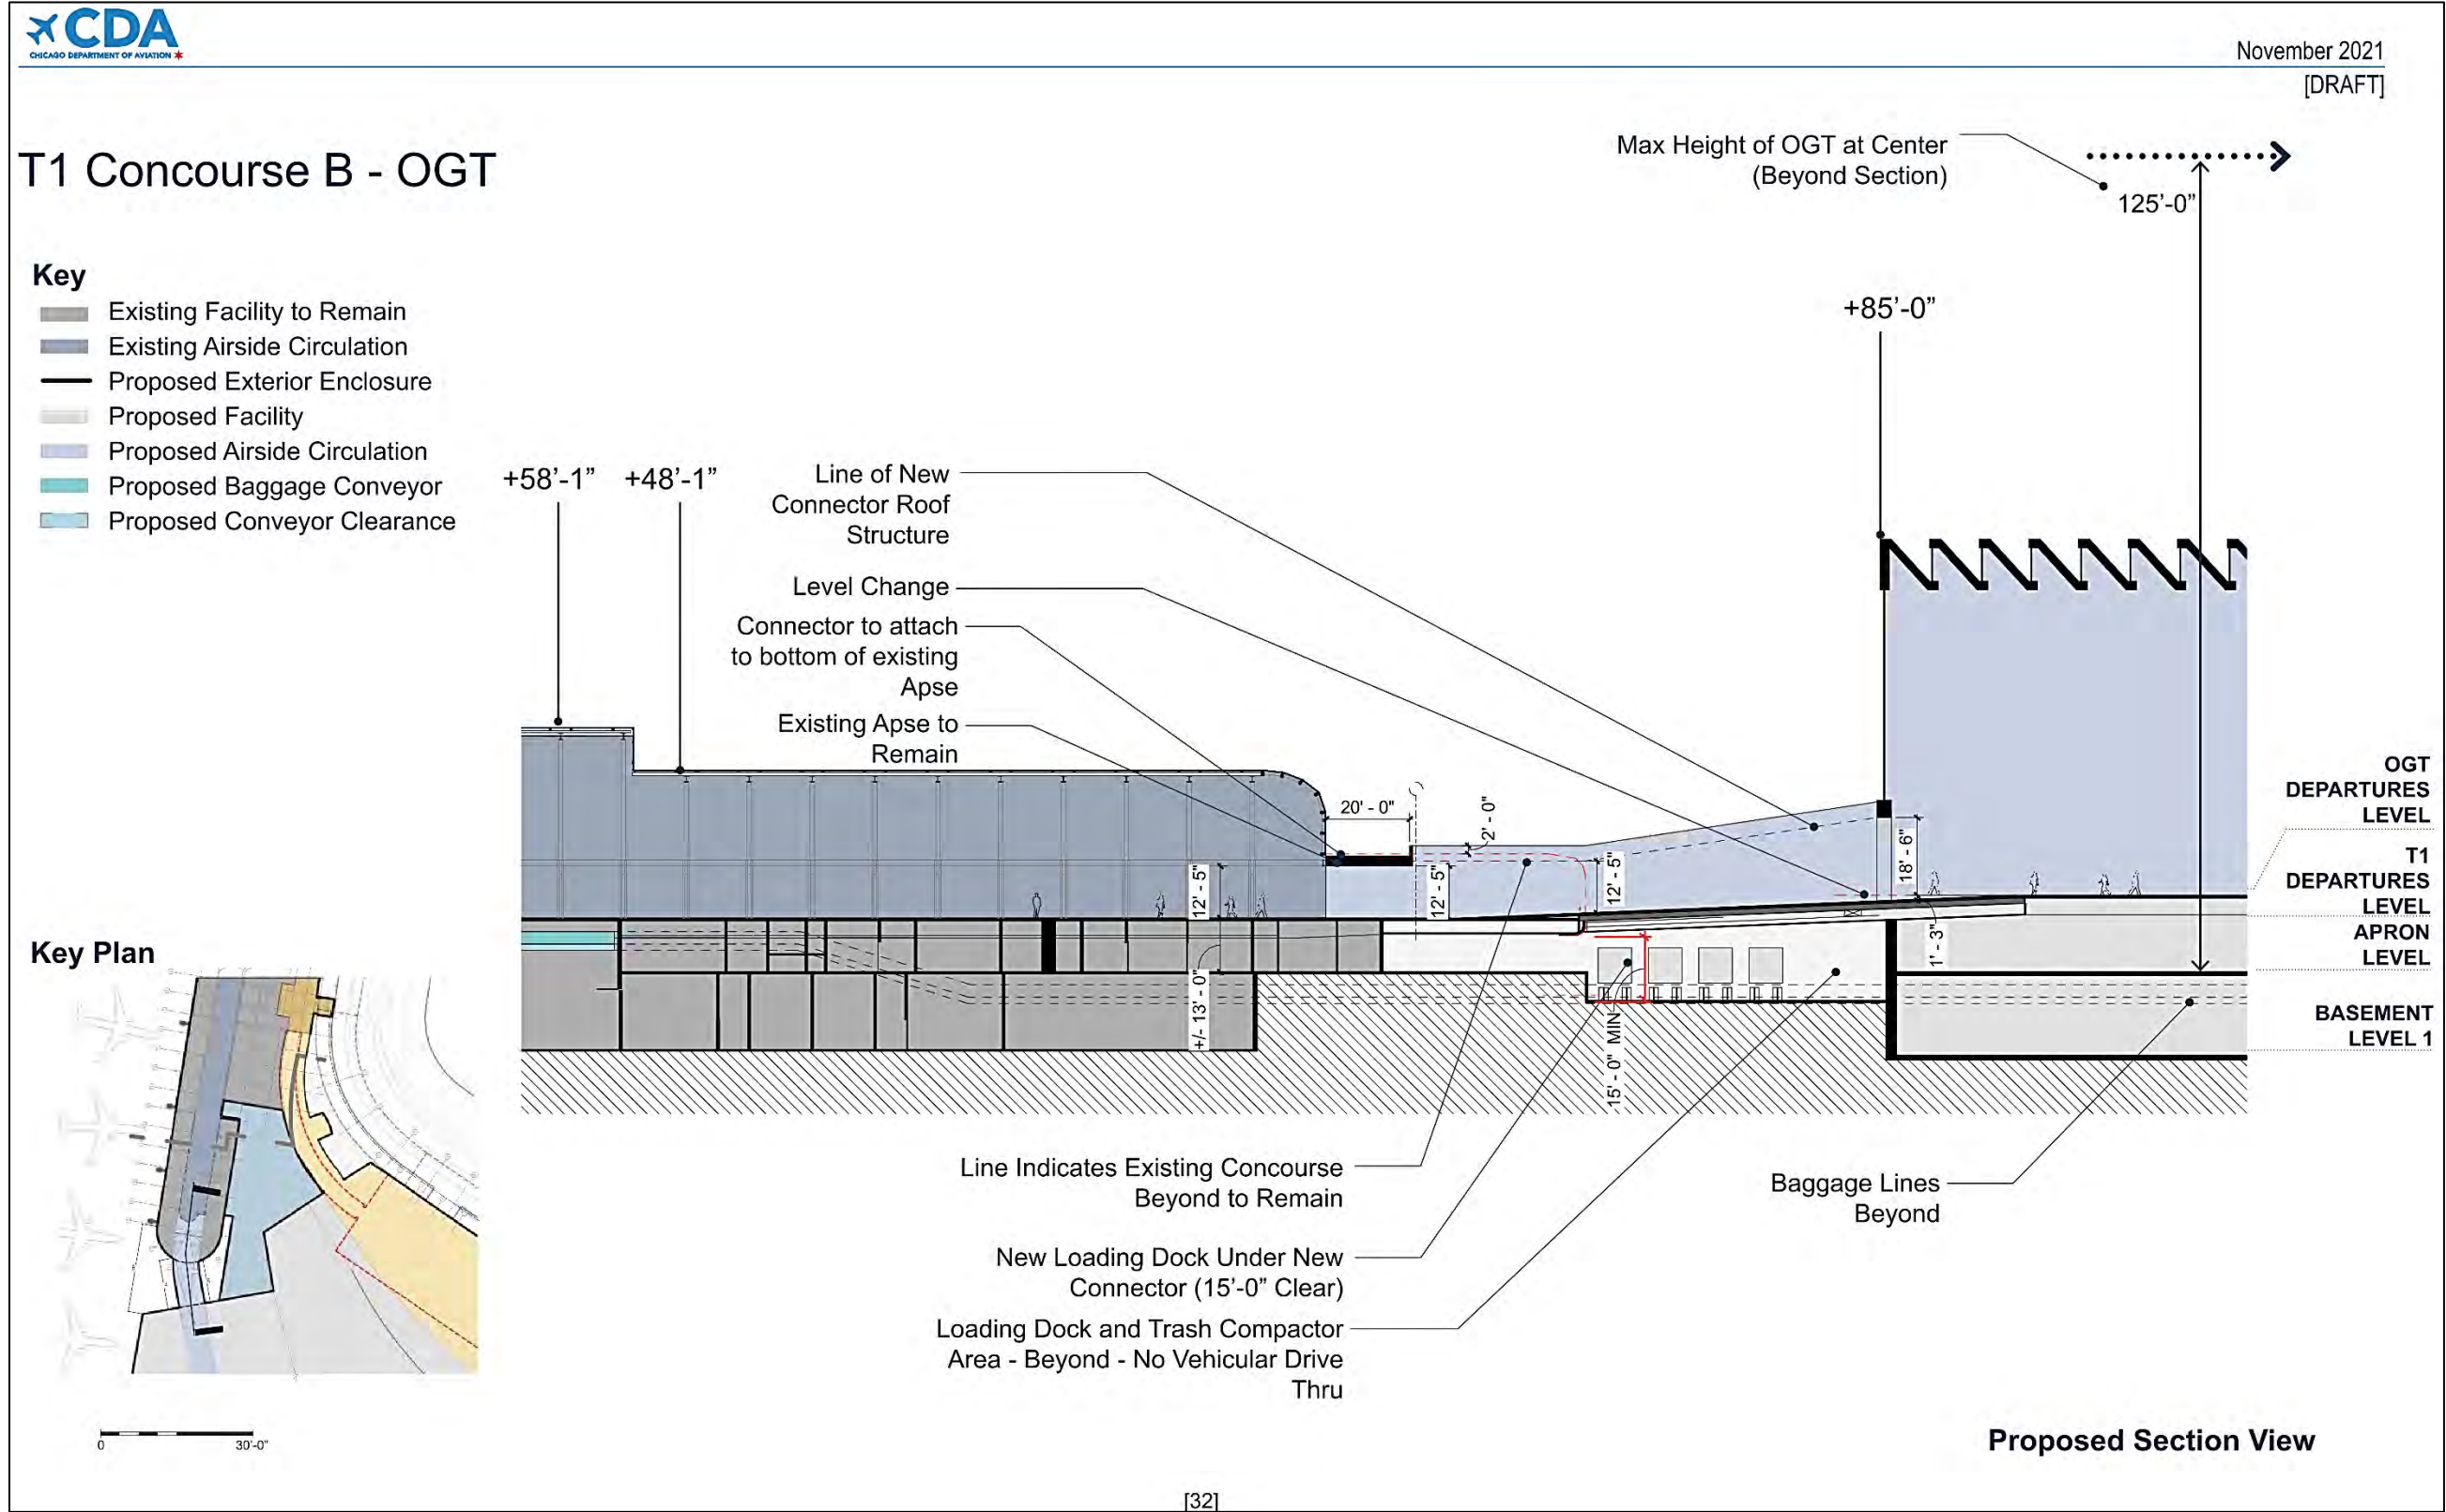 CDA
CHICAGO DEPARTMENT OF AVIATION
November 2021
[DRAFT]
T1 Concourse B - OGT
Max Height of OGT at Center
(Beyond Section)
125’-0”
Key
Existing Facility to Remain
Existing Airside Circulation
Proposed Exterior Enclosure
Proposed Facility
Proposed Airside Circulation
Proposed Baggage Conveyor
Proposed Conveyor Clearance
+85’-0”
+58’-1”
+48’-1”
Line of New
Connector Roof
Structure
Level Change
Connector to attach
to bottom of existing
Apse
Existing Apse to
Remain
20' - 0"
2' - 0"
12' - 5"
12' - 5"
12' - 5"
18' - 6"
1' - 3"
+/- 13' - 0"
15' - 0" MIN
OGT
DEPARTURES
LEVEL
T1
DEPARTURES
LEVEL
APRON
LEVEL
BASEMENT
LEVEL 1
Key Plan
0
30'-0"
Line Indicates Existing Concourse
Beyond to Remain
New Loading Dock Under New
Connector (15’-0” Clear)
Loading Dock and Trash Compactor
Area - Beyond - No Vehicular Drive
Thru
Baggage Lines
Beyond
Proposed Section View
[32]